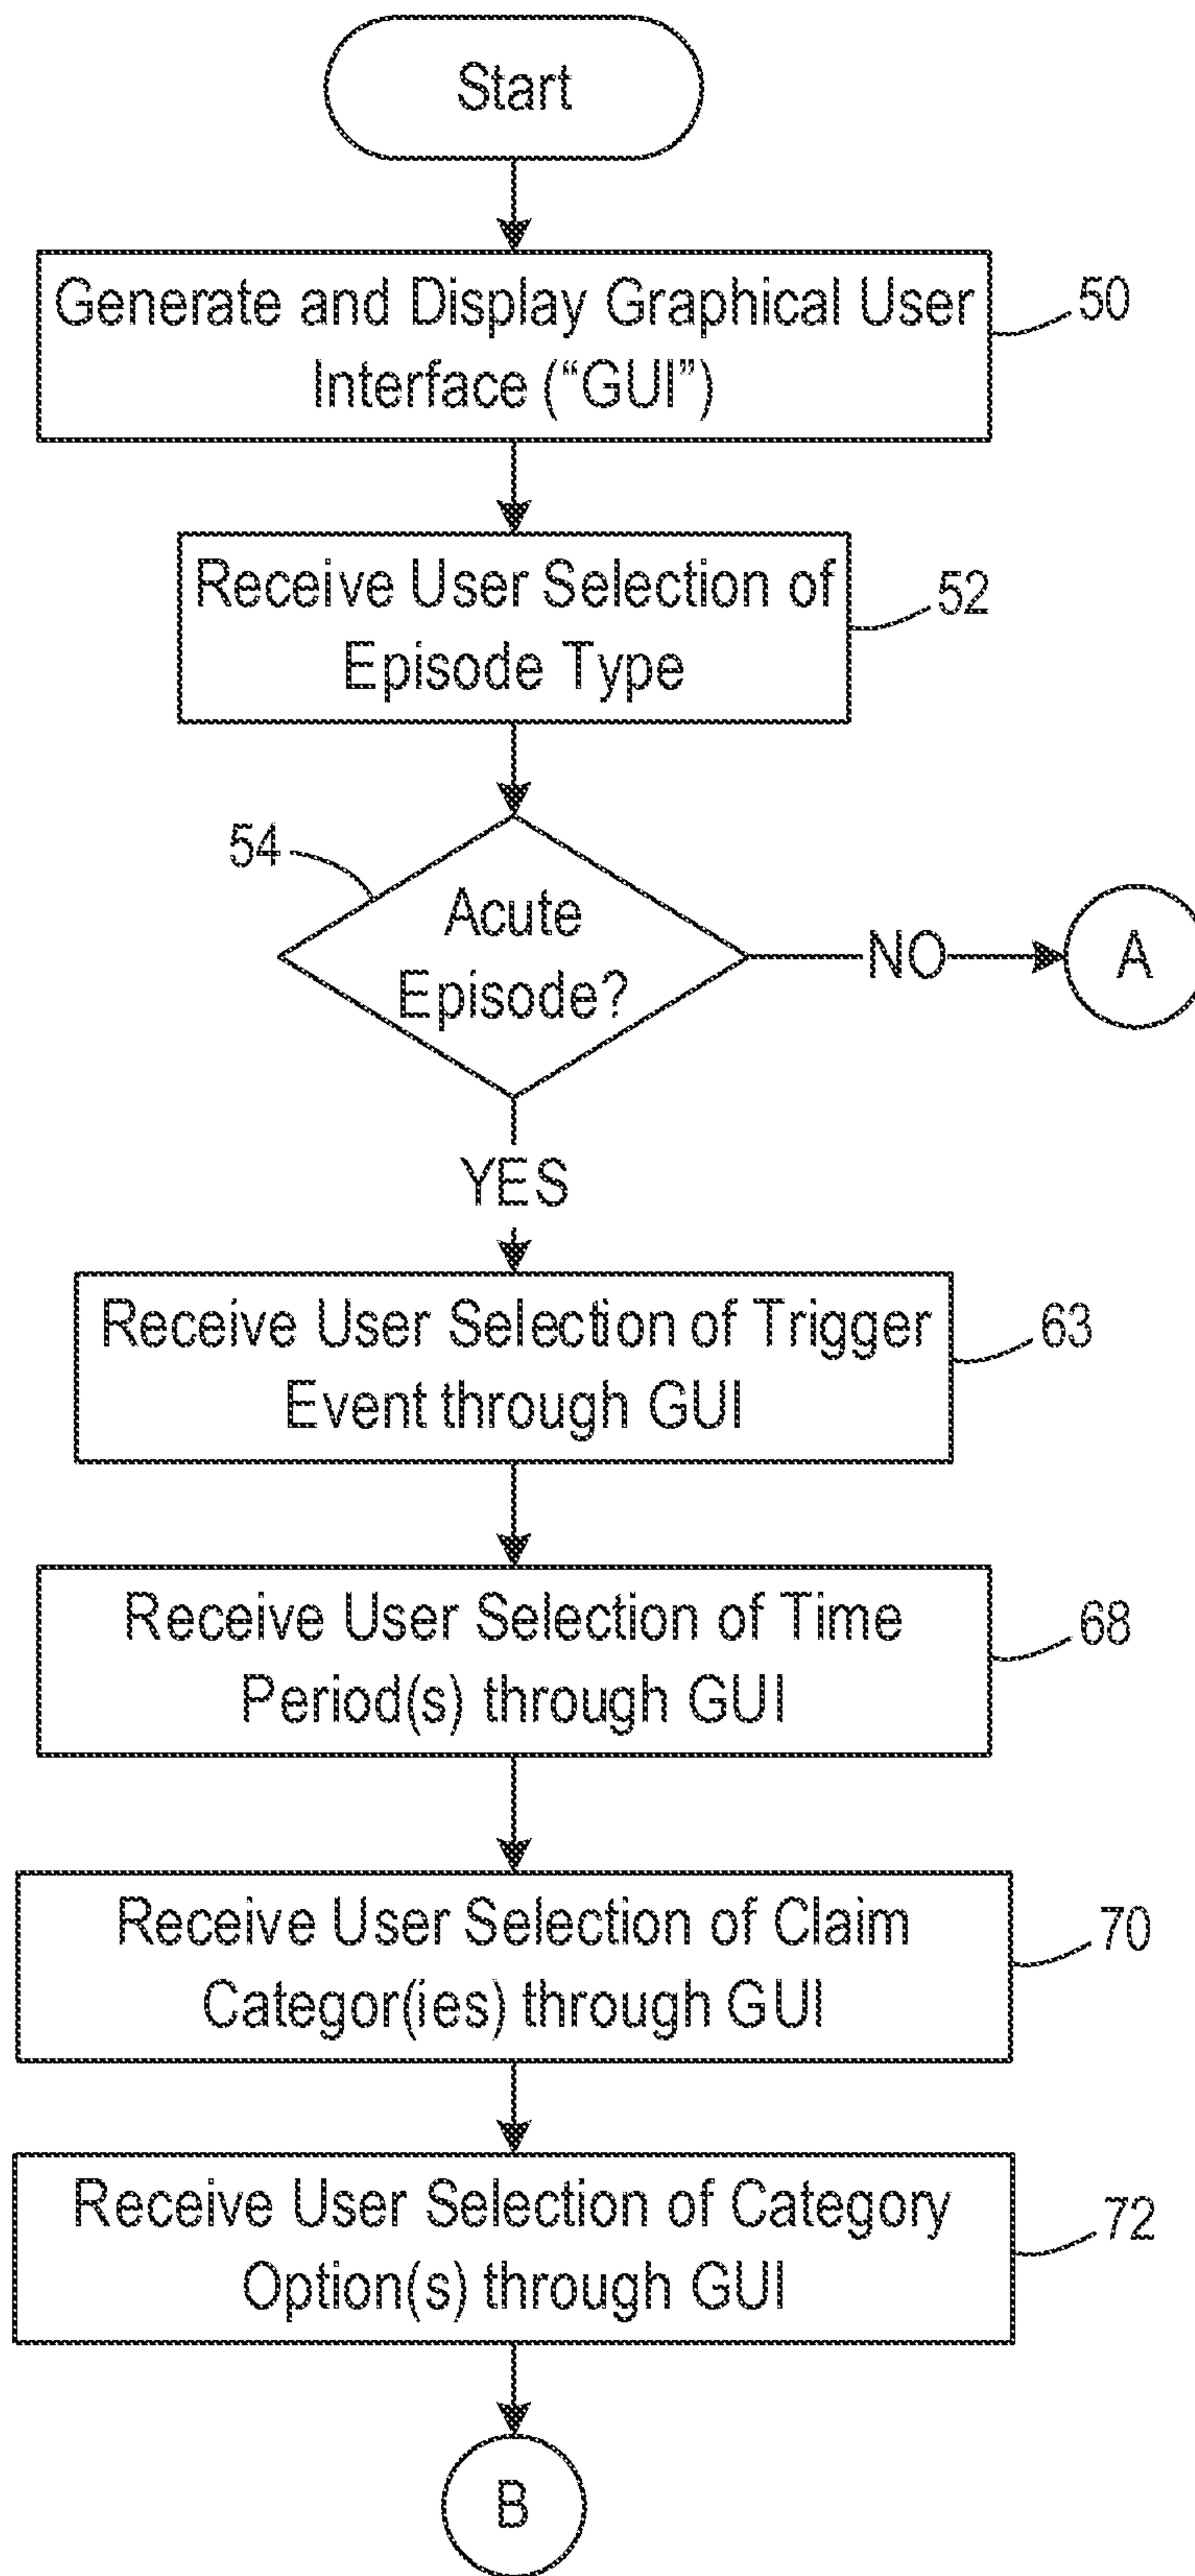 Start
Generate and Display Graphical User
Interface (“GUI”)
50
Receive User Selection of
Episode Type
52
54
Acute
Episode?
NO
A
YES
Receive User Selection of Trigger
Event through GUI
63
Receive User Selection of Time
Period(s) through GUI
68
Receive User Selection of Claim
Categor(ies) through GUI
70
Receive User Selection of Category
Option(s) through GUI
72
B